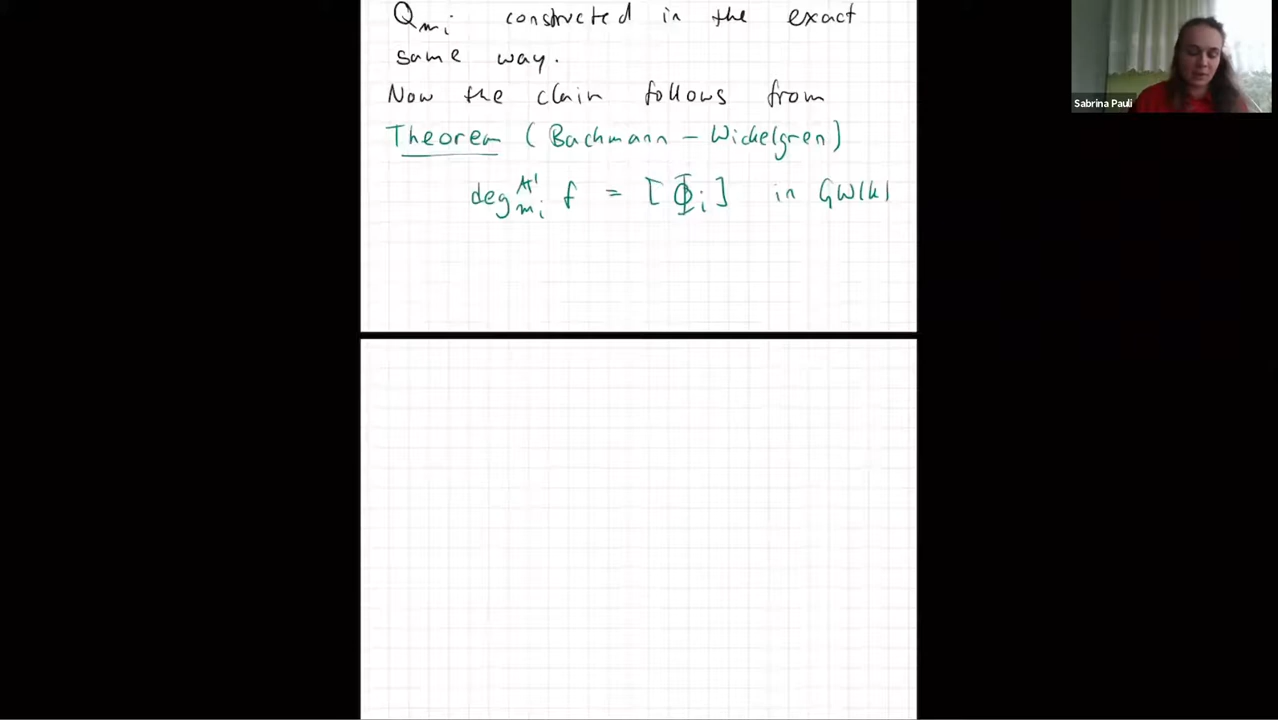 Q_{m_i} constructed in the exact
same way.
Now the claim follows from
Theorem (Bachmann - Wickelgren)
deg^{A^1}_{m_i} f = [Φ_i] in GW(k)
Sabrina Pauli